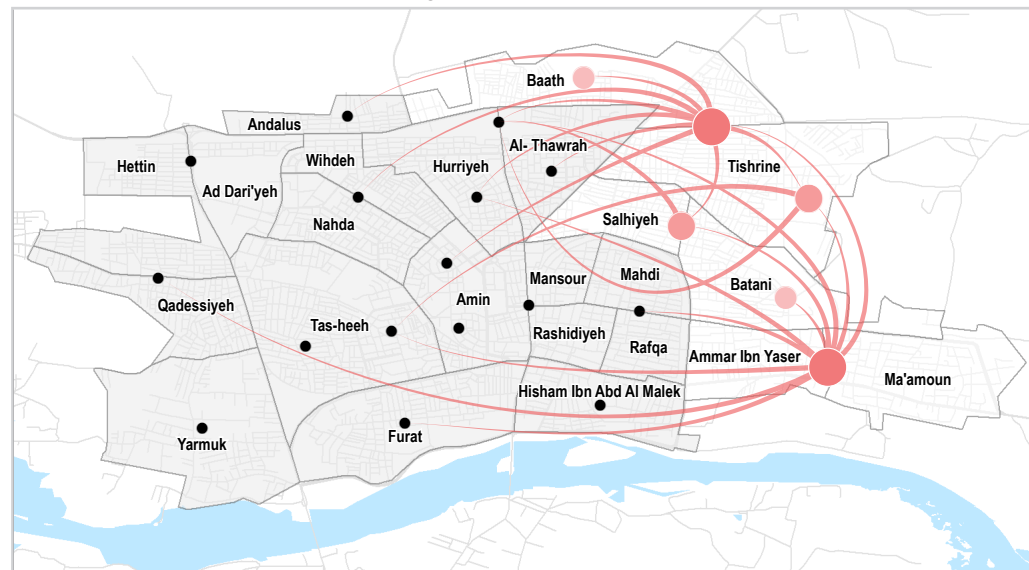 Baath
Andalus
Al- Thawrah
Wihdeh
Hurriyeh
Hettin
Tishrine
Ad Dari'yeh
Nahda
Salhiyeh
Mahdi
Mansour
Batani
Amin
Qadessiyeh
Tas-heeh
Rashidiyeh
Rafqa
Ammar Ibn Yaser
Ma'amoun
Hisham Ibn Abd Al Malek
Furat
Yarmuk